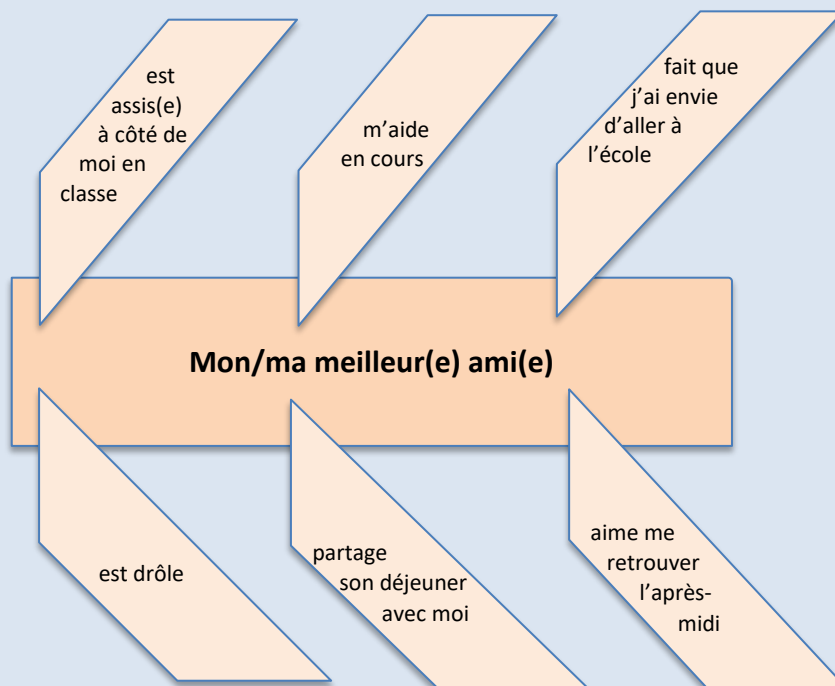 est
assis(e)
à côté de
moi en
classe
m’aide
en cours
fait que
j’ai envie
d’aller à
l’école
Mon/ma meilleur(e) ami(e)
est drôle
partage
son déjeuner
avec moi
aime me
retrouver
l’après-
midi